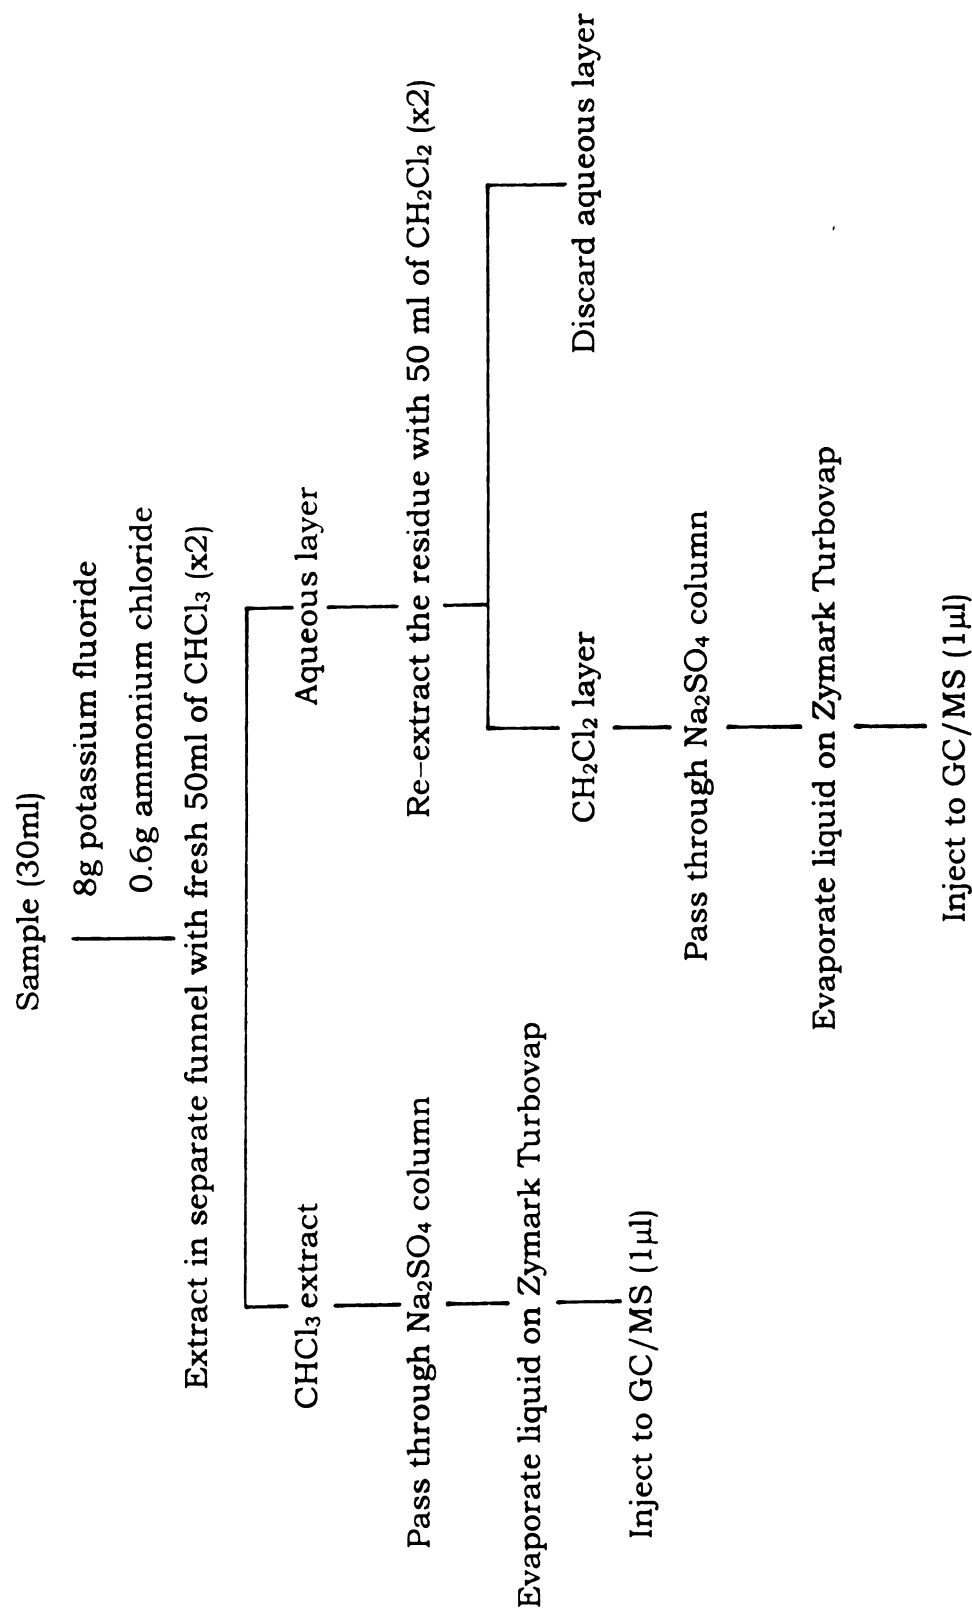 Sample (30ml)
8g potassium fluoride
0.6g ammonium chloride
Extract in separate funnel with fresh 50ml of CHCl₃ (x2)
CHCl₃ extract
Pass through Na₂SO₄ column
Evaporate liquid on Zymark Turbovap
Inject to GC/MS (1µl)
Aqueous layer
Re-extract the residue with 50 ml of CH₂Cl₂ (x2)
CH₂Cl₂ layer
Pass through Na₂SO₄ column
Evaporate liquid on Zymark Turbovap
Inject to GC/MS (1µl)
Discard aqueous layer